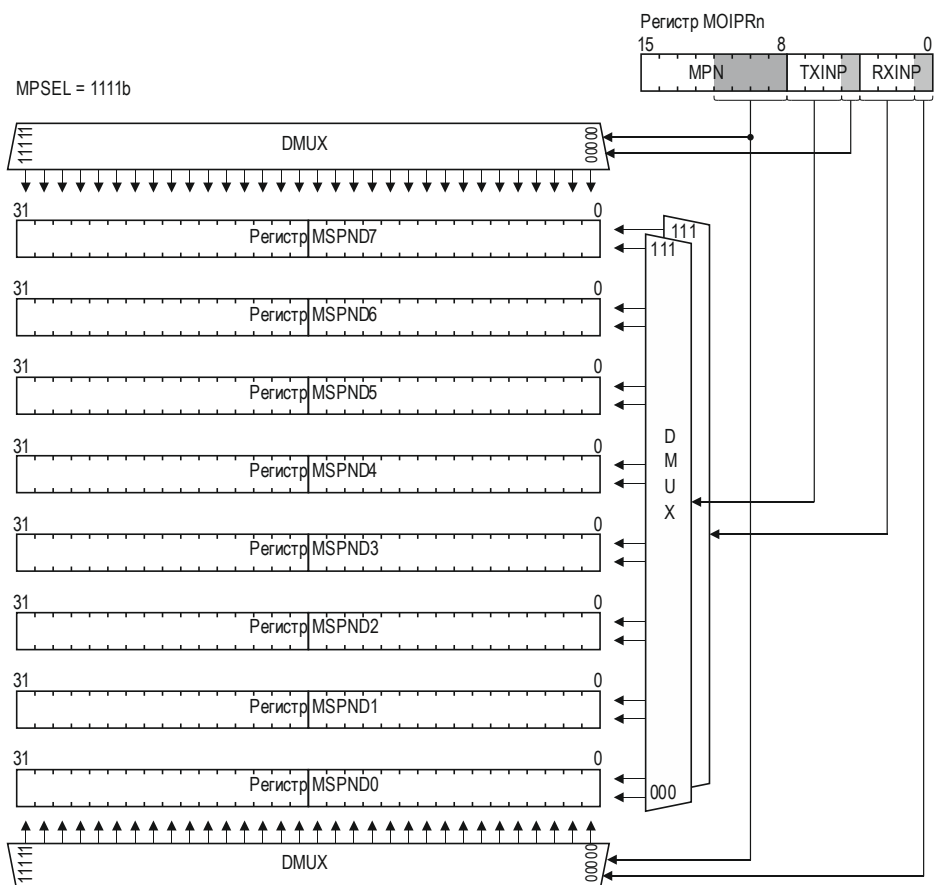 Регистр MOIPRn
15 8 0
MPN TXINP RXINP
MPSEL = 1111b
11111 DMUX 00000
31 0
Регистр MSPND7
111
111
31 0
Регистр MSPND6
31 0
Регистр MSPND5
31 0
Регистр MSPND4
DMUX
31 0
Регистр MSPND3
31 0
Регистр MSPND2
31 0
Регистр MSPND1
31 0
Регистр MSPND0
000
11111 DMUX 00000